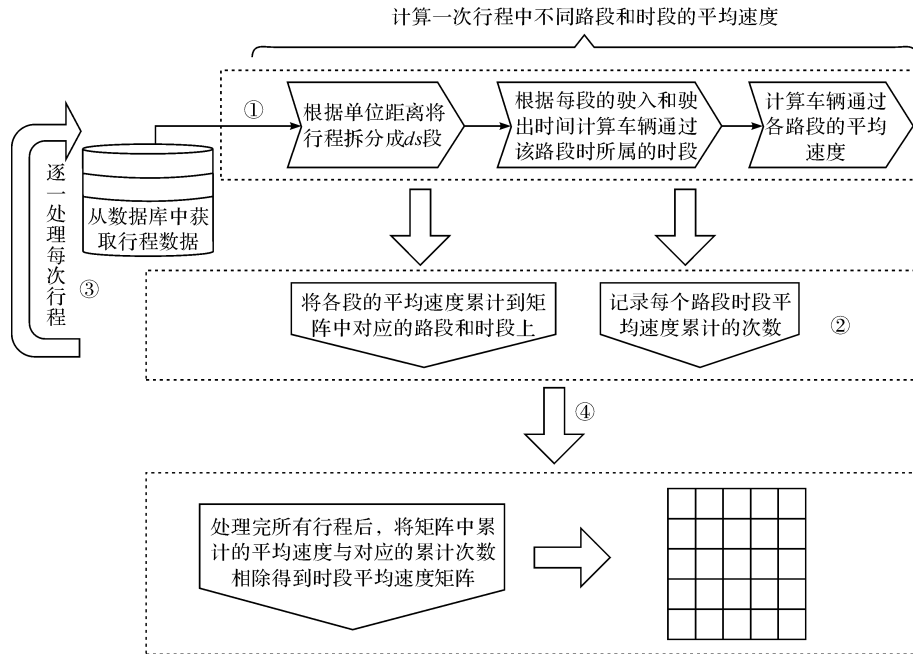 计算一次行程中不同路段和时段的平均速度
①
根据单位距离将
行程拆分成ds段
根据每段的驶入和驶
出时间计算车辆通过
该路段时所属的时段
计算车辆通过
各路段的平均
速度
逐一处理每次行程
③
从数据库中获
取行程数据
将各段的平均速度累计到矩
阵中对应的路段和时段上
记录每个路段时段平
均速度累计的次数
②
④
处理完所有行程后，将矩阵中累
计的平均速度与对应的累计次数
相除得到时段平均速度矩阵